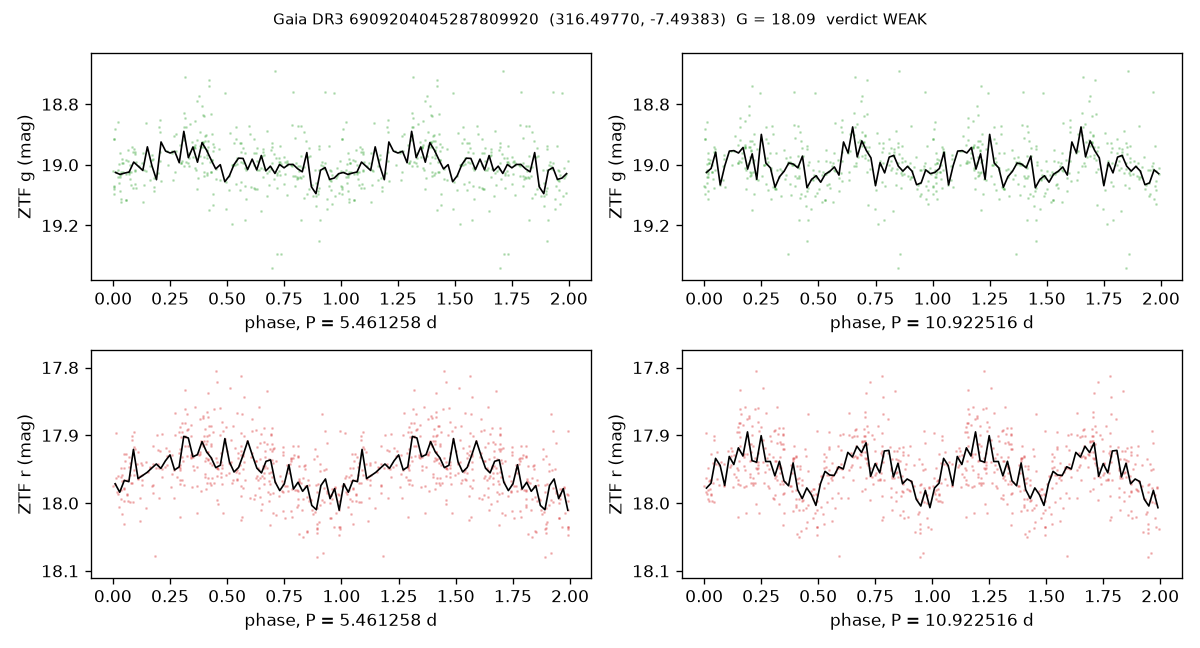 Gaia DR3 6909204045287809920  (316.49770, -7.49383)  G = 18.09  verdict WEAK
ZTF g (mag)
18.8
19.0
19.2
0.00 0.25 0.50 0.75 1.00 1.25 1.50 1.75 2.00
phase, P = 5.461258 d
ZTF g (mag)
18.8
19.0
19.2
0.00 0.25 0.50 0.75 1.00 1.25 1.50 1.75 2.00
phase, P = 10.922516 d
ZTF r (mag)
17.8
17.9
18.0
18.1
0.00 0.25 0.50 0.75 1.00 1.25 1.50 1.75 2.00
phase, P = 5.461258 d
ZTF r (mag)
17.8
17.9
18.0
18.1
0.00 0.25 0.50 0.75 1.00 1.25 1.50 1.75 2.00
phase, P = 10.922516 d